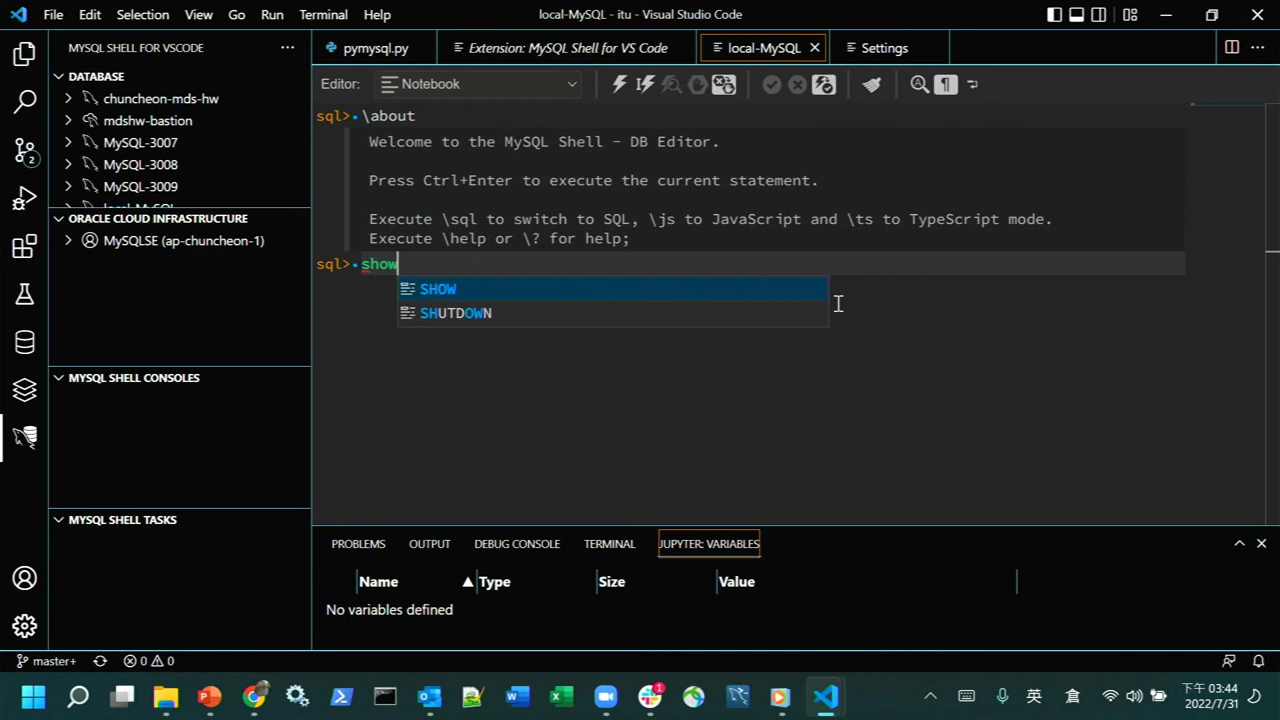 File Edit Selection View Go Run Terminal Help
local-MySQL - itu - Visual Studio Code
MYSQL SHELL FOR VSCODE
DATABASE
chuncheon-mds-hw
mdshw-bastion
MySQL-3007
MySQL-3008
MySQL-3009
local-MySQL
ORACLE CLOUD INFRASTRUCTURE
MySQLSE (ap-chuncheon-1)
MYSQL SHELL CONSOLES
MYSQL SHELL TASKS
pymysql.py Extension: MySQL Shell for VS Code local-MySQL Settings
Editor: Notebook
sql> \about
Welcome to the MySQL Shell - DB Editor.
Press Ctrl+Enter to execute the current statement.
Execute \sql to switch to SQL, \js to JavaScript and \ts to TypeScript mode.
Execute \help or \? for help;
sql> show
SHOW
SHUTDOWN
PROBLEMS OUTPUT DEBUG CONSOLE TERMINAL JUPYTER: VARIABLES
Name Type Size Value
No variables defined
2
master+ 0 0
1
英 倉
下午 03:44
2022/7/31